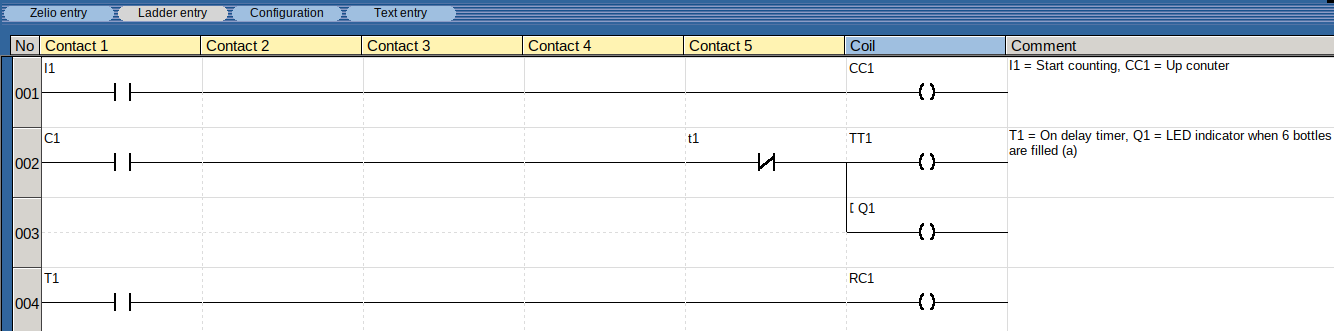 Zelio entry Ladder entry Configuration Text entry
No Contact 1 Contact 2 Contact 3 Contact 4 Contact 5 Coil Comment
001 I1 CC1 I1 = Start counting, CC1 = Up conuter
002 C1 t1 TT1 T1 = On delay timer, Q1 = LED indicator when 6 bottles
are filled (a)
003 [ Q1
004 T1 RC1